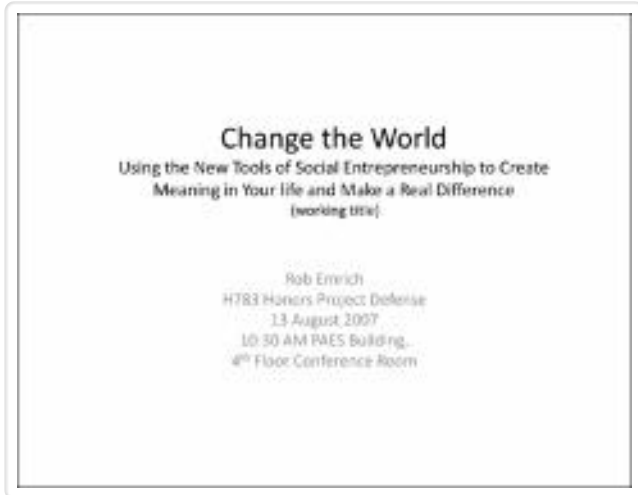 Change the World
Using the New Tools of Social Entrepreneurship to Create
Meaning in Your life and Make a Real Difference
(working title)
Rob Emrich
H783 Honors Project Defense
13 August 2007
10:30 AM PAES Building,
4th Floor Conference Room